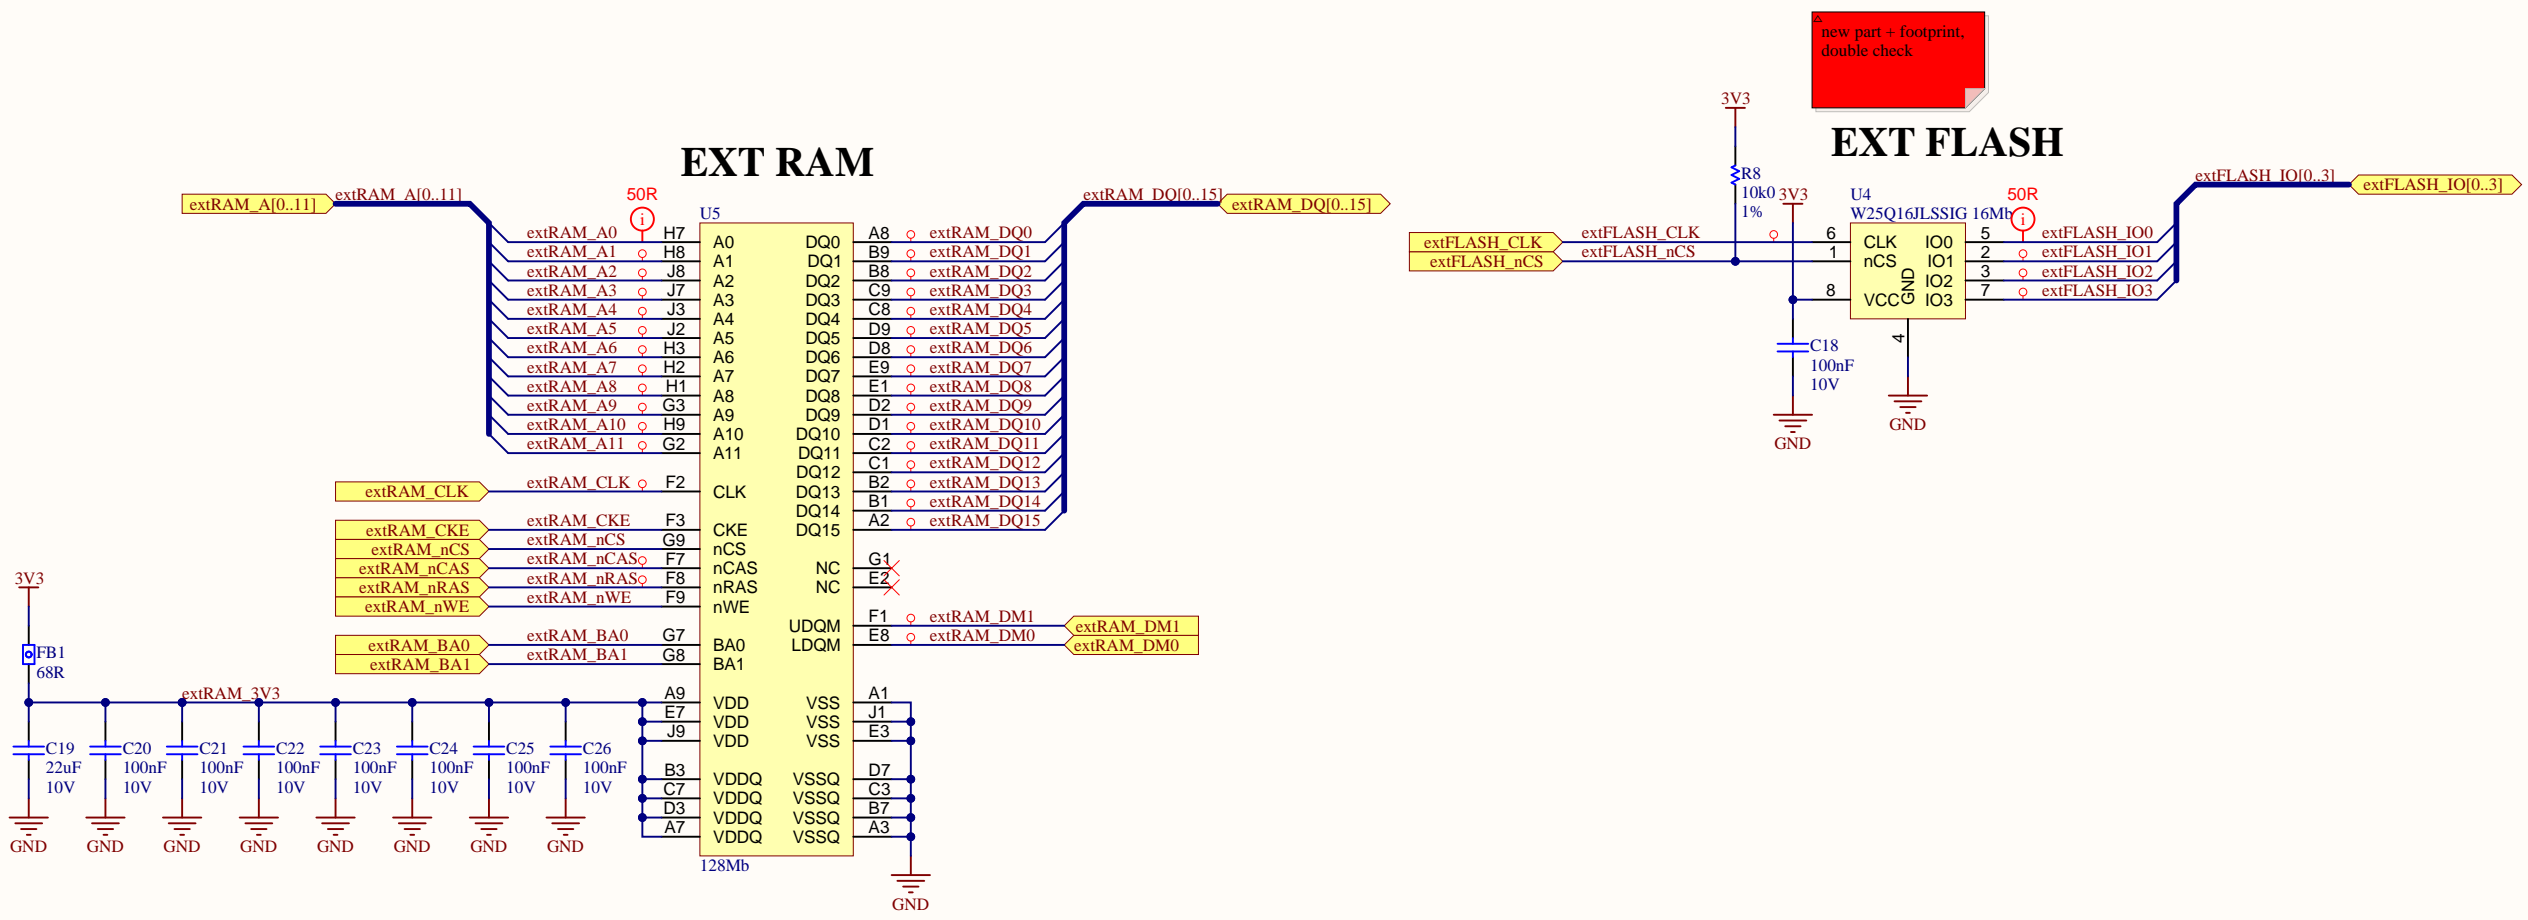 new part + footprint,
double check
EXT RAM
EXT FLASH
extRAM_A[0..11]
extRAM_A[0..11]
50R
U5
extRAM_DQ[0..15]
extRAM_DQ[0..15]
extRAM_A0 H7 A0 DQ0 A8 extRAM_DQ0
extRAM_A1 H8 A1 DQ1 B9 extRAM_DQ1
extRAM_A2 J8 A2 DQ2 B8 extRAM_DQ2
extRAM_A3 J7 A3 DQ3 C9 extRAM_DQ3
extRAM_A4 J3 A4 DQ4 C8 extRAM_DQ4
extRAM_A5 J2 A5 DQ5 D9 extRAM_DQ5
extRAM_A6 H3 A6 DQ6 D8 extRAM_DQ6
extRAM_A7 H2 A7 DQ7 E9 extRAM_DQ7
extRAM_A8 H1 A8 DQ8 E1 extRAM_DQ8
extRAM_A9 G3 A9 DQ9 D2 extRAM_DQ9
extRAM_A10 H9 A10 DQ10 D1 extRAM_DQ10
extRAM_A11 G2 A11 DQ11 C2 extRAM_DQ11
DQ12 C1 extRAM_DQ12
extRAM_CLK extRAM_CLK F2 CLK DQ13 B2 extRAM_DQ13
DQ14 B1 extRAM_DQ14
extRAM_CKE extRAM_CKE F3 CKE DQ15 A2 extRAM_DQ15
extRAM_nCS extRAM_nCS G9 nCS
extRAM_nCAS extRAM_nCAS F7 nCAS NC G1
extRAM_nRAS extRAM_nRAS F8 nRAS NC E2
extRAM_nWE extRAM_nWE F9 nWE
UDQM F1 extRAM_DM1 extRAM_DM1
extRAM_BA0 extRAM_BA0 G7 BA0 LDQM E8 extRAM_DM0 extRAM_DM0
extRAM_BA1 extRAM_BA1 G8 BA1
3V3
FB1
68R
extRAM_3V3
A9 VDD VSS A1
E7 VDD VSS J1
J9 VDD VSS E3
B3 VDDQ VSSQ D7
C7 VDDQ VSSQ C3
D3 VDDQ VSSQ B7
A7 VDDQ VSSQ A3
128Mb
GND
C19 C20 C21 C22 C23 C24 C25 C26
22uF 100nF 100nF 100nF 100nF 100nF 100nF 100nF
10V 10V 10V 10V 10V 10V 10V 10V
GND GND GND GND GND GND GND GND
3V3
R8
10k0
1%
3V3
U4
W25Q16JLSSIG 16Mb
50R
i
i
extFLASH_IO[0..3]
extFLASH_IO[0..3]
extFLASH_CLK extFLASH_CLK 6 CLK IO0 5 extFLASH_IO0
extFLASH_nCS extFLASH_nCS 1 nCS IO1 2 extFLASH_IO1
IO2 3 extFLASH_IO2
8 VCC GND IO3 7 extFLASH_IO3
4
C18
100nF
10V
GND
GND